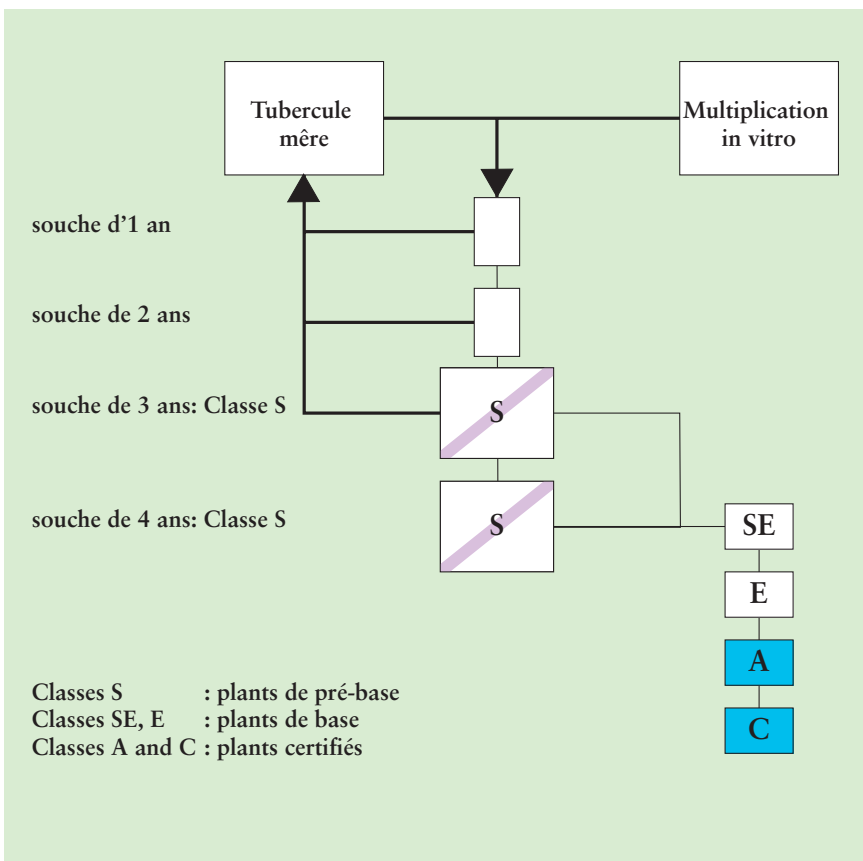 Tubercule
mêre
Multiplication
in vitro
souche d'1 an
souche de 2 ans
souche de 3 ans: Classe S
S
souche de 4 ans: Classe S
S
SE
E
A
C
Classes S : plants de pré-base
Classes SE, E : plants de base
Classes A and C : plants certifiés